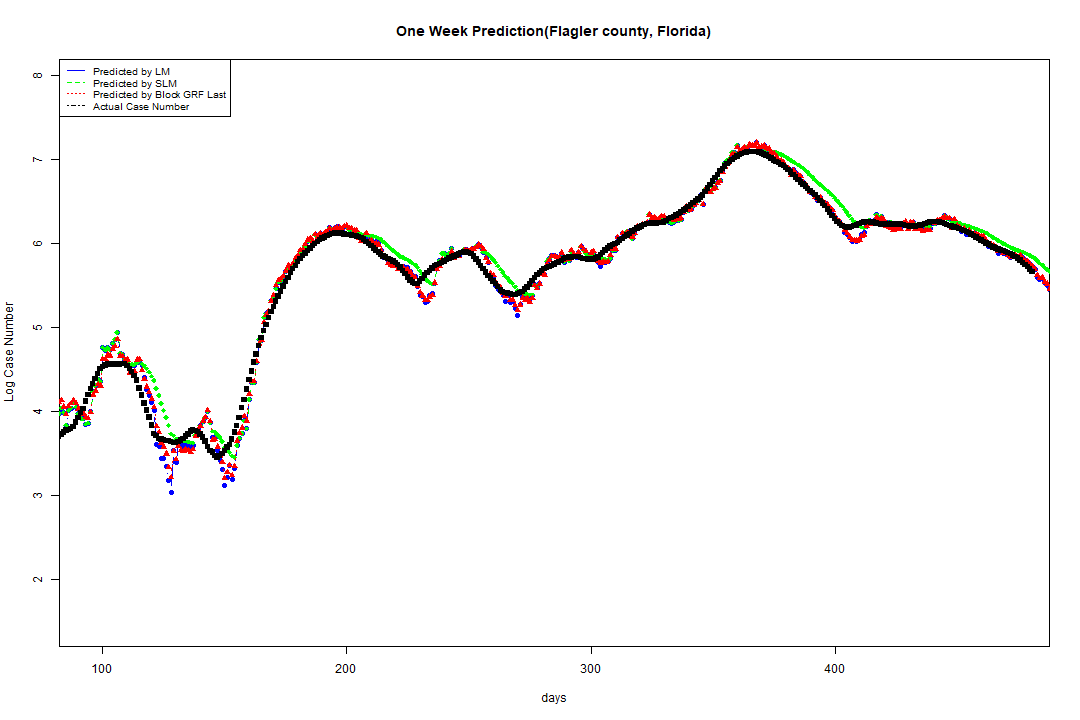 One Week Prediction(Flagler county, Florida)
Predicted by LM
Predicted by SLM
Predicted by Block GRF Last
Actual Case Number
8
7
6
5
4
3
2
Log Case Number
100 200 300 400
days